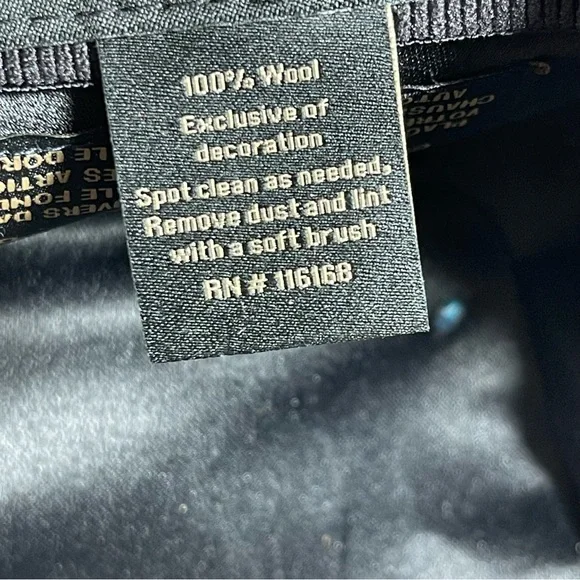 100% Wool
Exclusive of
decoration
Spot clean as needed,
Remove dust and lint
with a soft brush
RN # 116168